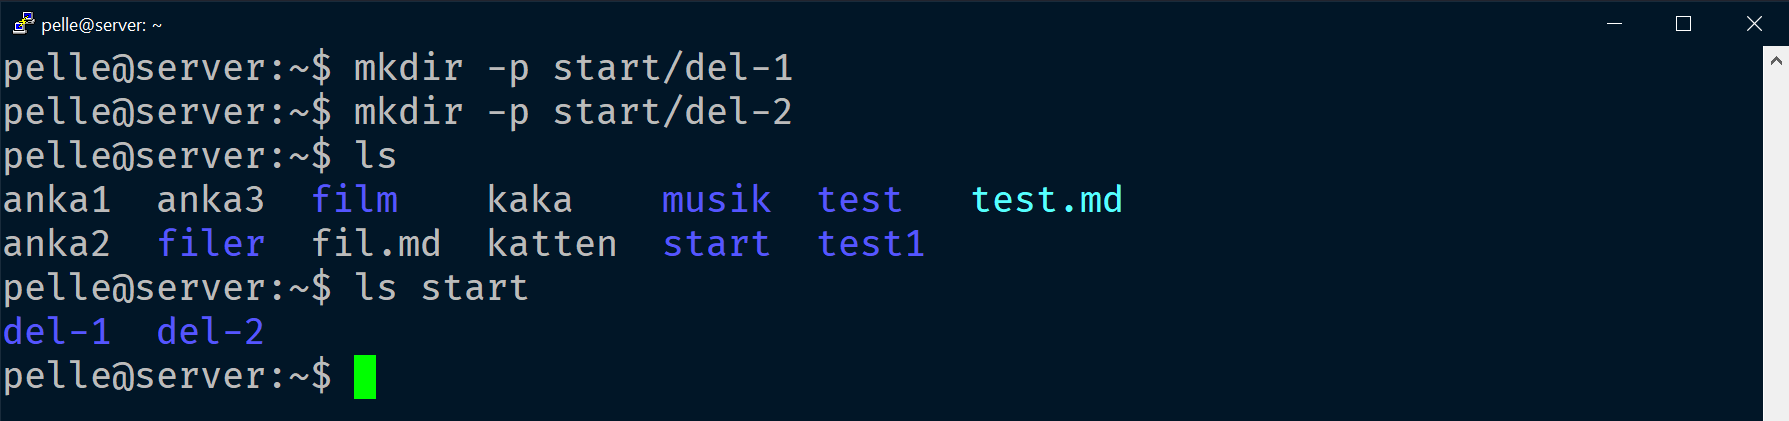 pelle@server: ~
pelle@server:~$ mkdir -p start/del-1
pelle@server:~$ mkdir -p start/del-2
pelle@server:~$ ls
anka1  anka3  film    kaka    musik  test   test.md
anka2  filer  fil.md  katten  start  test1
pelle@server:~$ ls start
del-1  del-2
pelle@server:~$